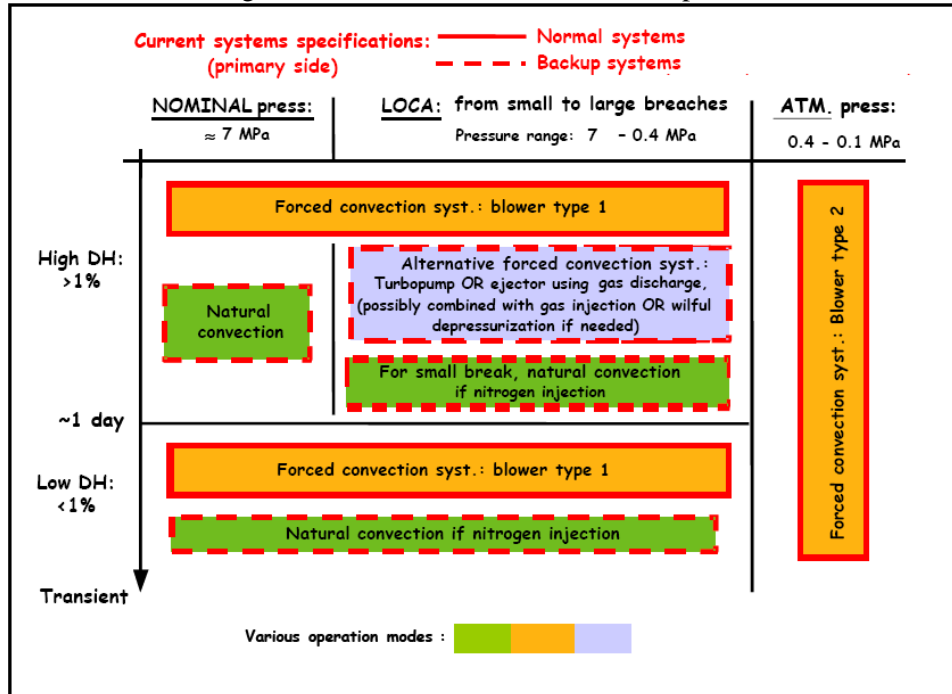 Current systems specifications:
(primary side)
Normal systems
Backup systems
NOMINAL press:
≈ 7 MPa
LOCA: from small to large breaches
Pressure range: 7 – 0.4 MPa
ATM. press:
0.4 – 0.1 MPa
High DH:
>1%
Forced convection syst.: blower type 1
Natural
convection
Alternative forced convection syst.:
Turbopump OR ejector using gas discharge,
(possibly combined with gas injection OR wilful
depressurization if needed)
For small break, natural convection
if nitrogen injection
Forced convection syst.: Blower type 2
~1 day
Low DH:
<1%
Forced convection syst.: blower type 1
Natural convection if nitrogen injection
Transient
Various operation modes :